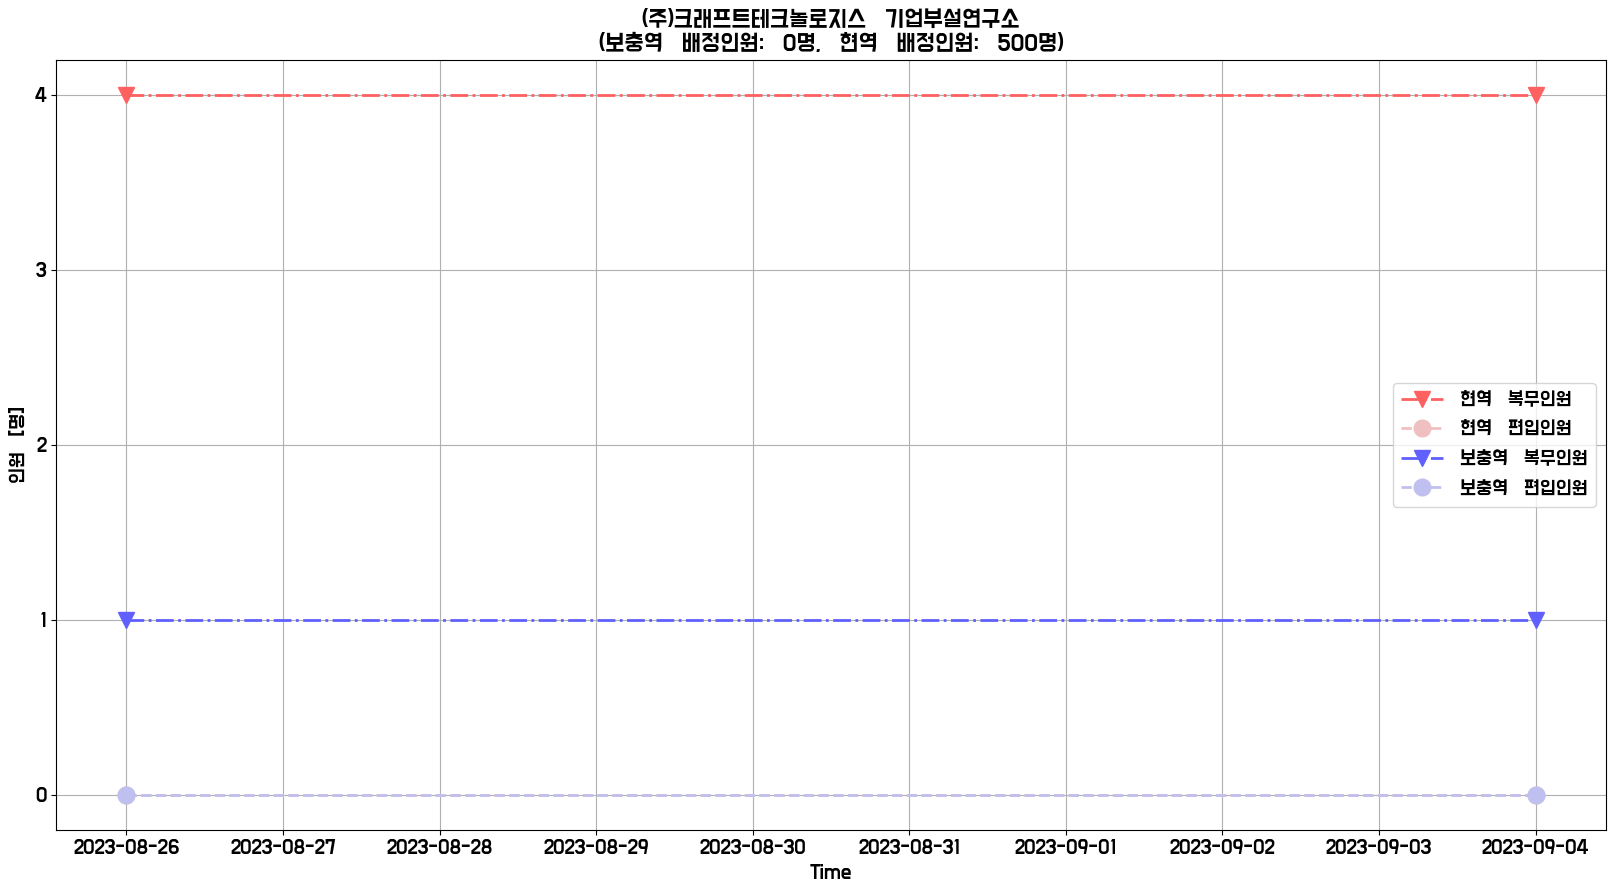 (주)크래프트테크놀로지스 기업부설연구소
(보충역 배정인원: 0명, 현역 배정인원: 500명)
4
3
2
1
0
인원 [명]
현역 복무인원
현역 편입인원
보충역 복무인원
보충역 편입인원
2023-08-26 2023-08-27 2023-08-28 2023-08-29 2023-08-30 2023-08-31 2023-09-01 2023-09-02 2023-09-03 2023-09-04
Time